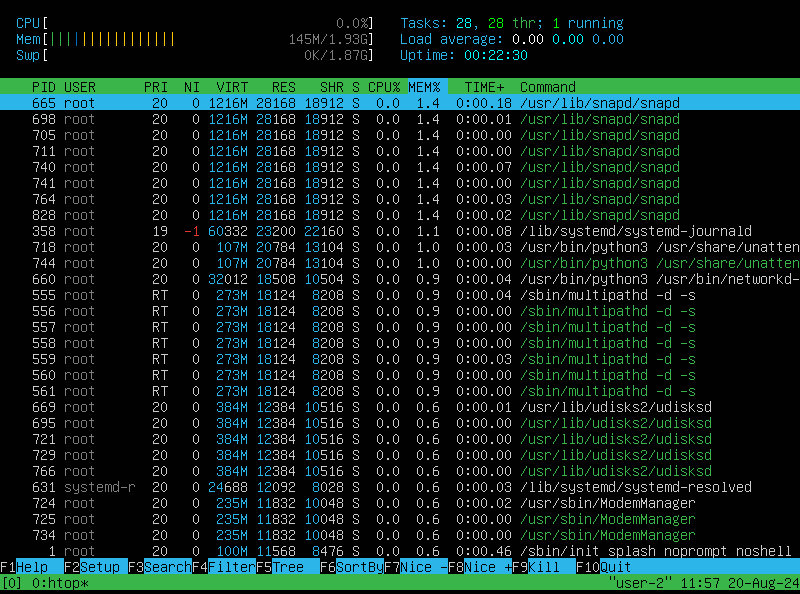 CPU[ 0.0%] Tasks: 28, 28 thr; 1 running
Mem[|||||||||||||||| 145M/1.93G] Load average: 0.00 0.00 0.00
Swp[ 0K/1.87G] Uptime: 00:22:30
PID USER PRI NI VIRT RES SHR S CPU% MEM% TIME+ Command
665 root 20 0 1216M 28168 18912 S 0.0 1.4 0:00.18 /usr/lib/snapd/snapd
698 root 20 0 1216M 28168 18912 S 0.0 1.4 0:00.01 /usr/lib/snapd/snapd
705 root 20 0 1216M 28168 18912 S 0.0 1.4 0:00.00 /usr/lib/snapd/snapd
711 root 20 0 1216M 28168 18912 S 0.0 1.4 0:00.00 /usr/lib/snapd/snapd
740 root 20 0 1216M 28168 18912 S 0.0 1.4 0:00.07 /usr/lib/snapd/snapd
741 root 20 0 1216M 28168 18912 S 0.0 1.4 0:00.00 /usr/lib/snapd/snapd
764 root 20 0 1216M 28168 18912 S 0.0 1.4 0:00.03 /usr/lib/snapd/snapd
828 root 20 0 1216M 28168 18912 S 0.0 1.4 0:00.02 /usr/lib/snapd/snapd
358 root 19 -1 60332 23200 22160 S 0.0 1.1 0:00.08 /lib/systemd/systemd-journald
718 root 20 0 107M 20784 13104 S 0.0 1.0 0:00.03 /usr/bin/python3 /usr/share/unatten
744 root 20 0 107M 20784 13104 S 0.0 1.0 0:00.00 /usr/bin/python3 /usr/share/unatten
660 root 20 0 32012 18508 10504 S 0.0 0.9 0:00.04 /usr/bin/python3 /usr/bin/networkd-
555 root RT 0 273M 18124 8208 S 0.0 0.9 0:00.04 /sbin/multipathd -d -s
556 root RT 0 273M 18124 8208 S 0.0 0.9 0:00.00 /sbin/multipathd -d -s
557 root RT 0 273M 18124 8208 S 0.0 0.9 0:00.00 /sbin/multipathd -d -s
558 root RT 0 273M 18124 8208 S 0.0 0.9 0:00.00 /sbin/multipathd -d -s
559 root RT 0 273M 18124 8208 S 0.0 0.9 0:00.03 /sbin/multipathd -d -s
560 root RT 0 273M 18124 8208 S 0.0 0.9 0:00.00 /sbin/multipathd -d -s
561 root RT 0 273M 18124 8208 S 0.0 0.9 0:00.00 /sbin/multipathd -d -s
669 root 20 0 384M 12384 10516 S 0.0 0.6 0:00.01 /usr/lib/udisks2/udisksd
695 root 20 0 384M 12384 10516 S 0.0 0.6 0:00.00 /usr/lib/udisks2/udisksd
721 root 20 0 384M 12384 10516 S 0.0 0.6 0:00.00 /usr/lib/udisks2/udisksd
729 root 20 0 384M 12384 10516 S 0.0 0.6 0:00.00 /usr/lib/udisks2/udisksd
766 root 20 0 384M 12384 10516 S 0.0 0.6 0:00.00 /usr/lib/udisks2/udisksd
631 systemd-r 20 0 24688 12092 8028 S 0.0 0.6 0:00.03 /lib/systemd/systemd-resolved
724 root 20 0 235M 11832 10048 S 0.0 0.6 0:00.02 /usr/sbin/ModemManager
725 root 20 0 235M 11832 10048 S 0.0 0.6 0:00.00 /usr/sbin/ModemManager
734 root 20 0 235M 11832 10048 S 0.0 0.6 0:00.00 /usr/sbin/ModemManager
1 root 20 0 100M 11568 8476 S 0.0 0.6 0:00.46 /sbin/init splash noprompt noshell
F1Help F2Setup F3SearchF4FilterF5Tree F6SortByF7Nice -F8Nice +F9Kill F10Quit
[0] 0:htop* "user-2" 11:57 20-Aug-24